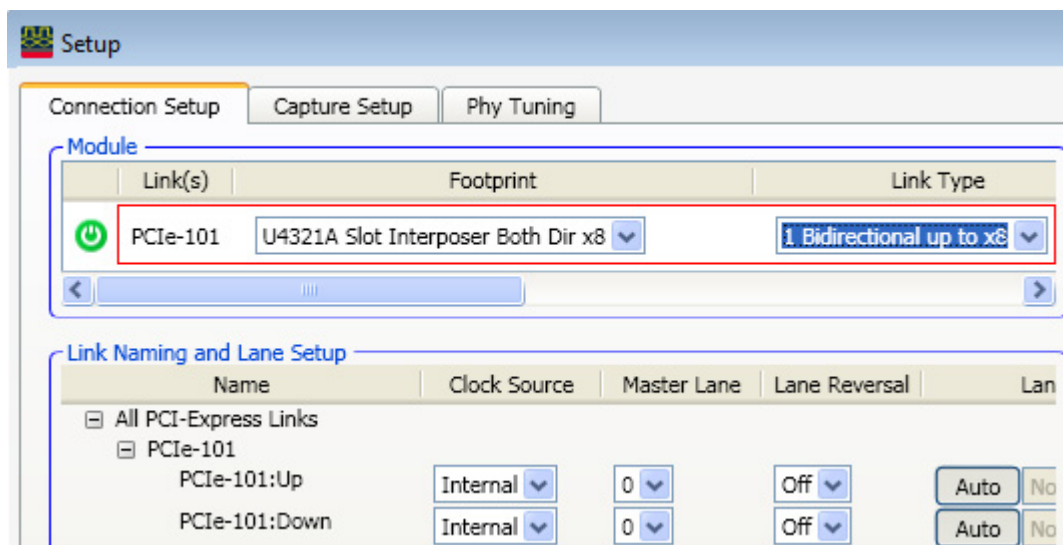 Setup
Connection Setup Capture Setup Phy Tuning
Module
Link(s) Footprint Link Type
PCIe-101 U4321A Slot Interposer Both Dir x8 1 Bidirectional up to x8
Link Naming and Lane Setup
Name Clock Source Master Lane Lane Reversal Lan
All PCI-Express Links
PCIe-101
PCIe-101:Up Internal 0 Off Auto No
PCIe-101:Down Internal 0 Off Auto No